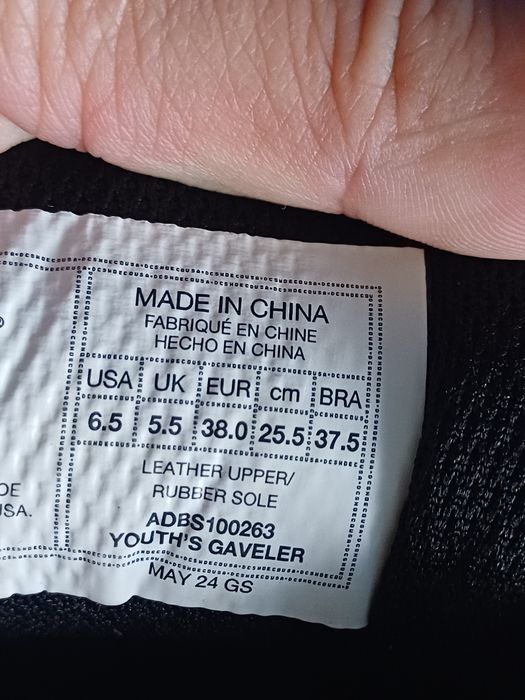 MADE IN CHINA
FABRIQUÉ EN CHINE
HECHO EN CHINA
USA UK EUR cm BRA
6.5 5.5 38.0 25.5 37.5
LEATHER UPPER/
RUBBER SOLE
ADBS100263
YOUTH'S GAVELER
MAY 24 GS
USA.